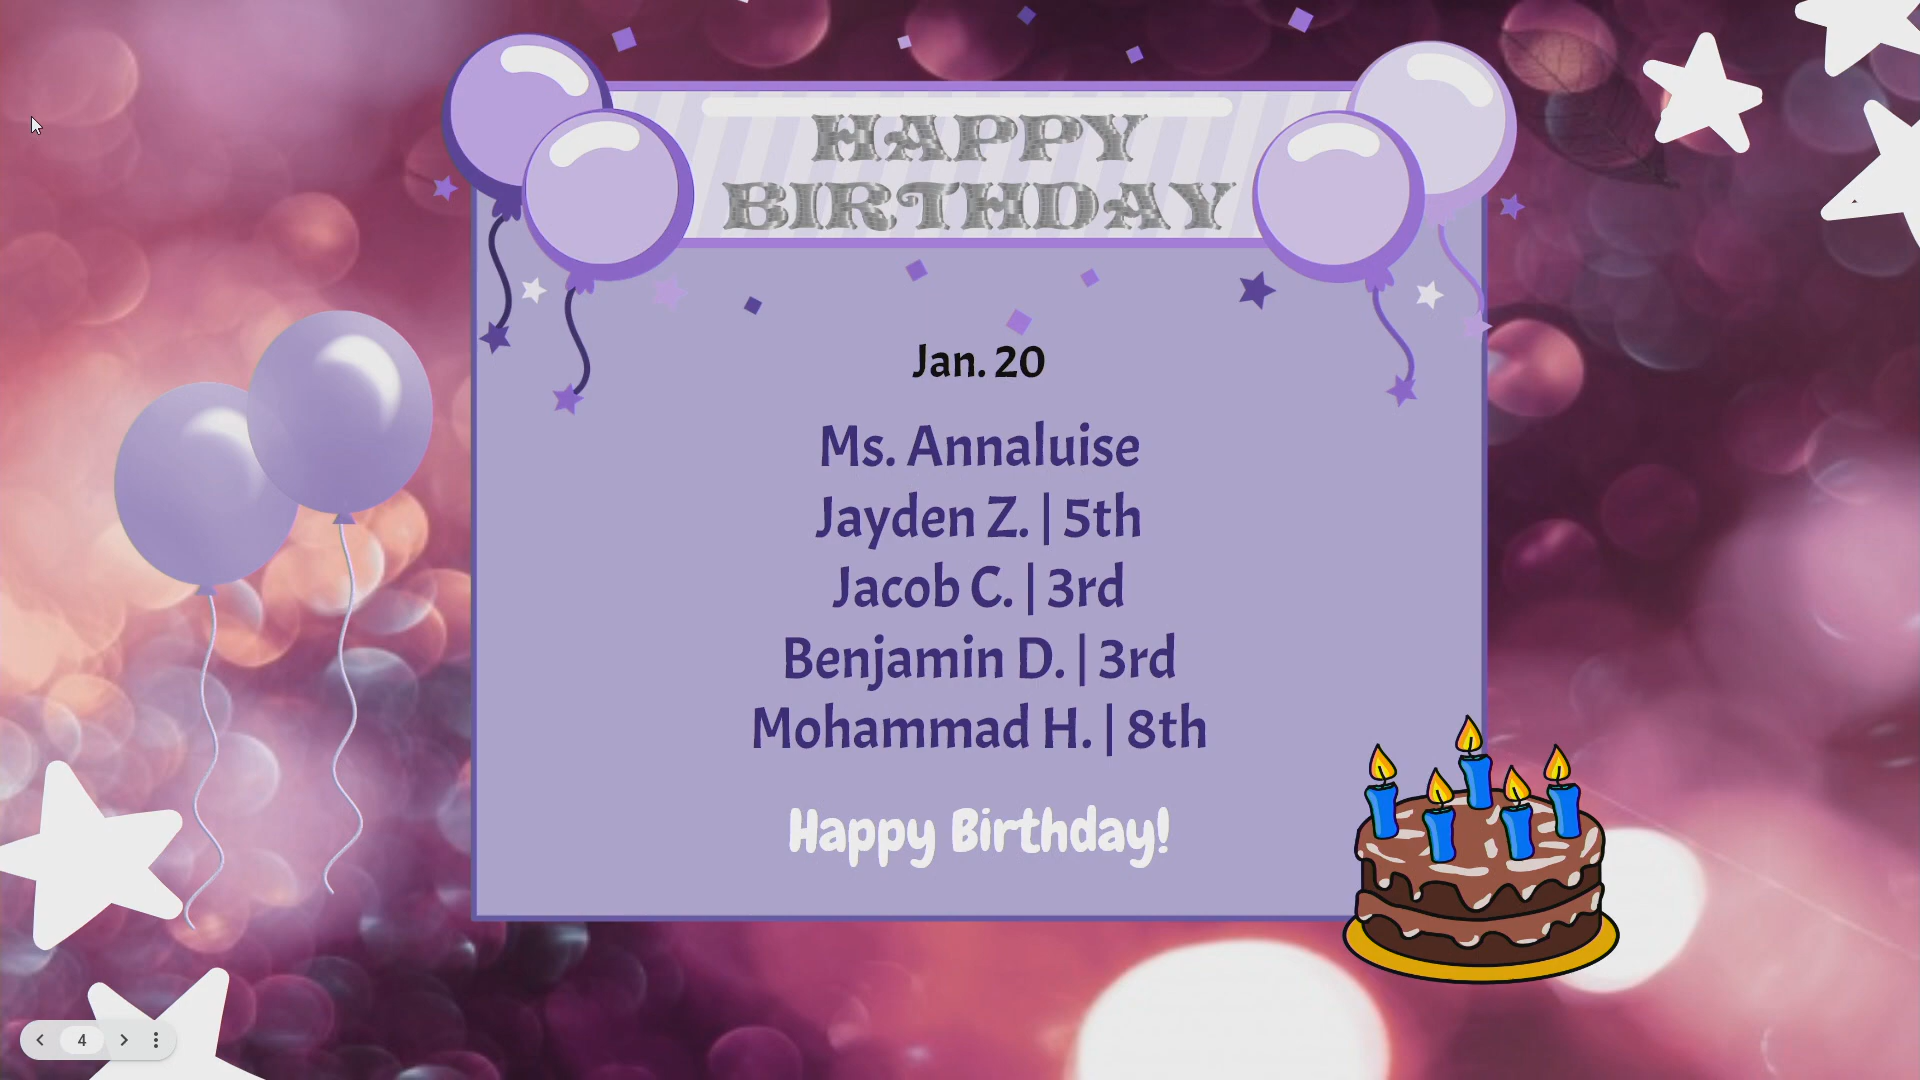 HAPPY
BIRTHDAY
Jan. 20
Ms. Annaluise
Jayden Z. | 5th
Jacob C. | 3rd
Benjamin D. | 3rd
Mohammad H. | 8th
Happy Birthday!
4